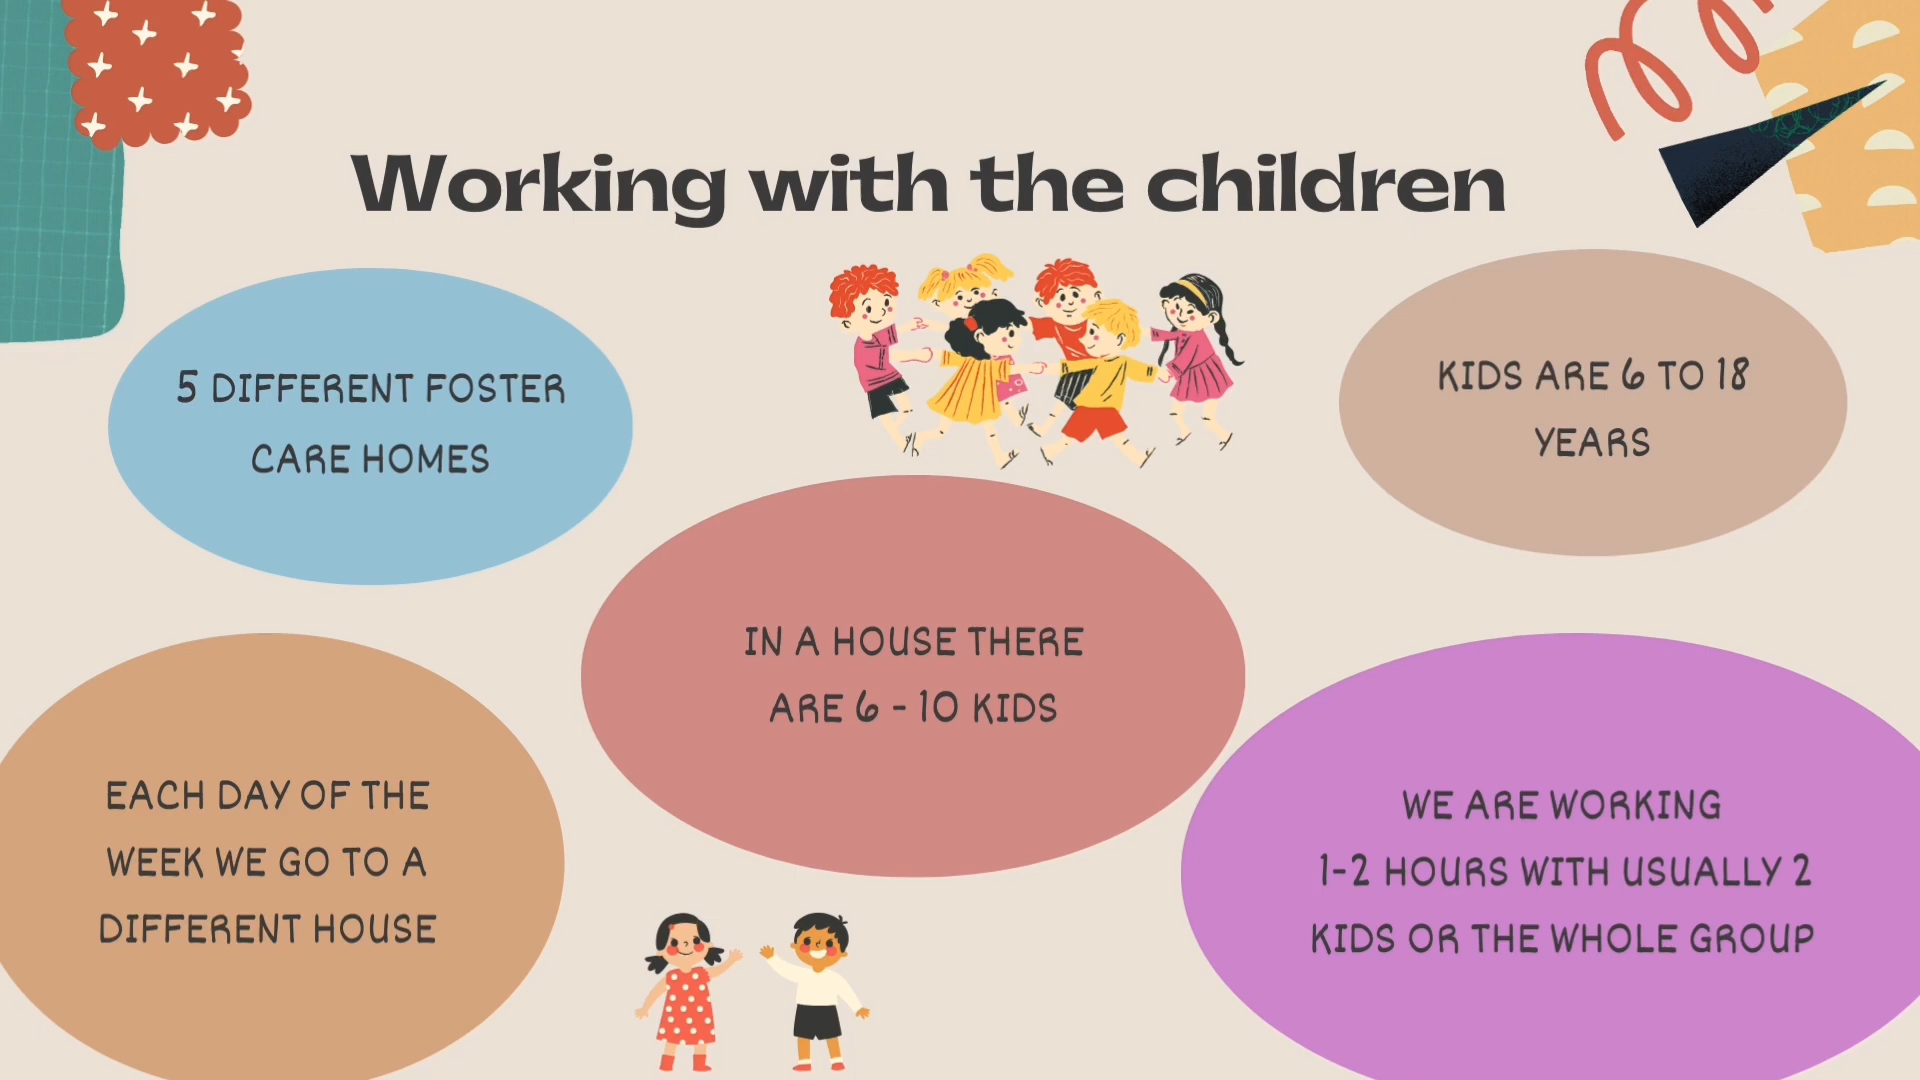 Working with the children
5 DIFFERENT FOSTER
CARE HOMES
KIDS ARE 6 TO 18
YEARS
IN A HOUSE THERE
ARE 6 - 10 KIDS
EACH DAY OF THE
WEEK WE GO TO A
DIFFERENT HOUSE
WE ARE WORKING
1-2 HOURS WITH USUALLY 2
KIDS OR THE WHOLE GROUP